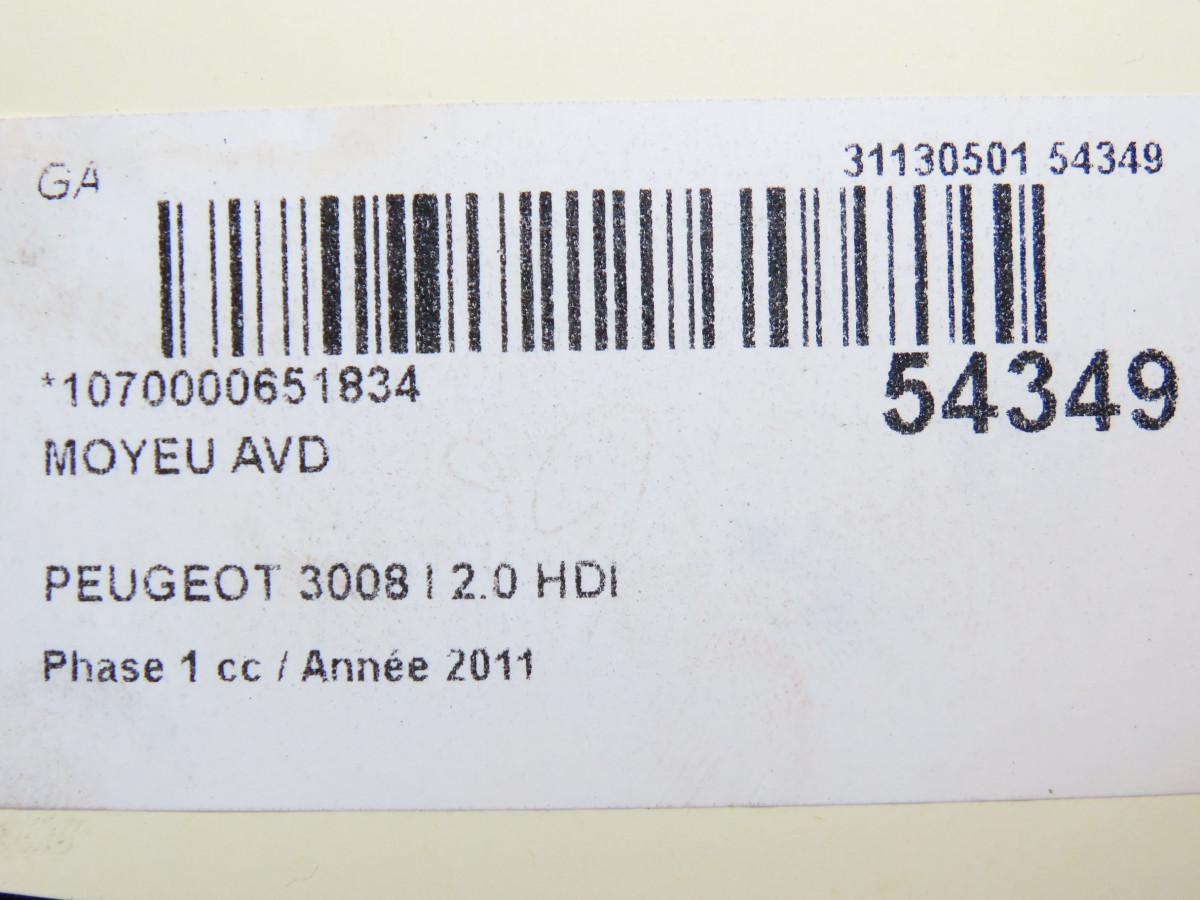 GA
31130501 54349
*1070000651834
54349
MOYEU AVD
PEUGEOT 3008 I 2.0 HDI
Phase 1 cc / Année 2011